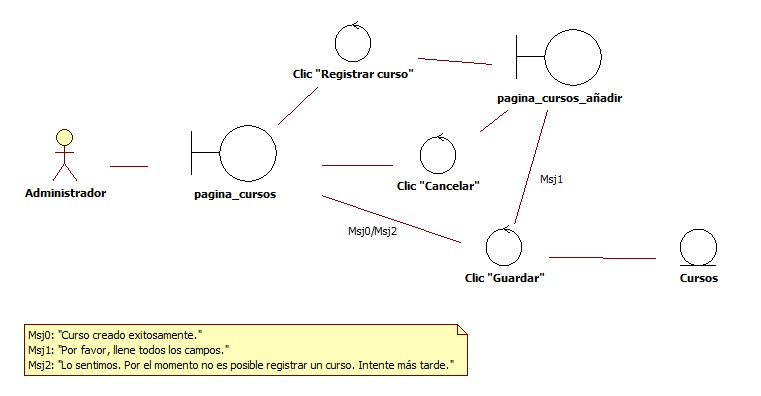 Clic "Registrar curso"
pagina_cursos_añadir
Administrador
pagina_cursos
Clic "Cancelar"
Msj1
Msj0/Msj2
Clic "Guardar"
Cursos
Msj0: "Curso creado exitosamente."
Msj1: "Por favor, llene todos los campos."
Msj2: "Lo sentimos. Por el momento no es posible registrar un curso. Intente más tarde."